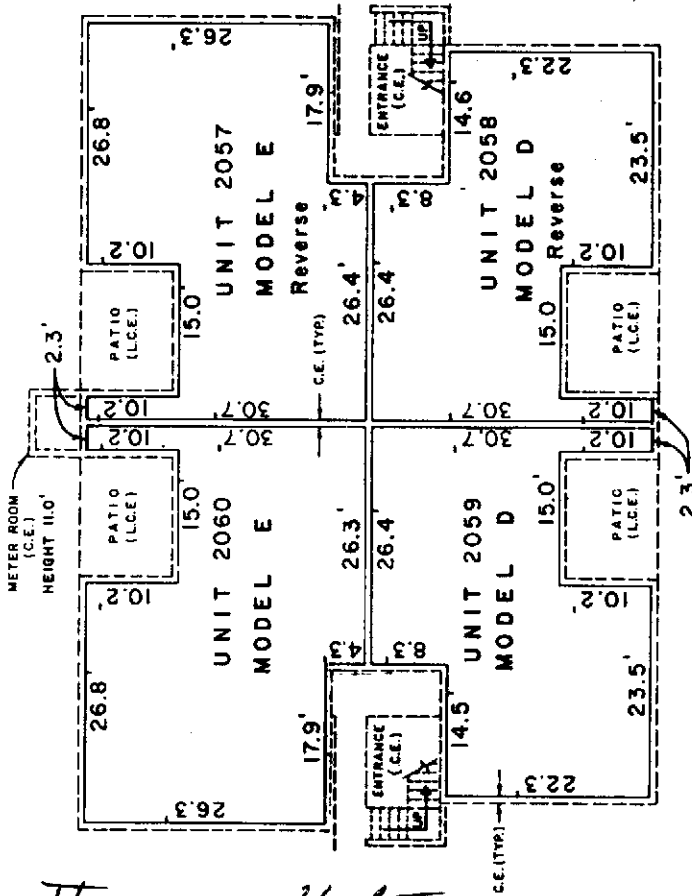 METER ROOM
(C.E.)
HEIGHT 11.0'
2.3'
26.8
10.2'
PATIO
(L.C.E)
15.0'
10.2'
10.2'
PATIO
(L.C.E.)
15.0'
10.2'
26.8
26.3'
UNIT 2060
MODEL E
30.7'
30.7'
UNIT 2057
MODEL E
Reverse
26.3'
17.9'
4.3'
26.3'
C.E. (TYP.)
26.4'
4.3'
17.9'
ENTRANCE
(C.E.)
UP
8.3'
26.4'
26.4'
8.3'
ENTRANCE
(C.E.)
UP
14.5
UNIT 2059
MODEL D
30.7'
30.7'
UNIT 2058
MODEL D
Reverse
14.6
22.3'
15.0'
15.0'
22.3'
C.E. (TYP.)
23.5'
10.2'
PATIO
(L.C.E.)
10.2'
10.2'
PATIO
(L.C.E.)
10.2'
23.5'
2.3'